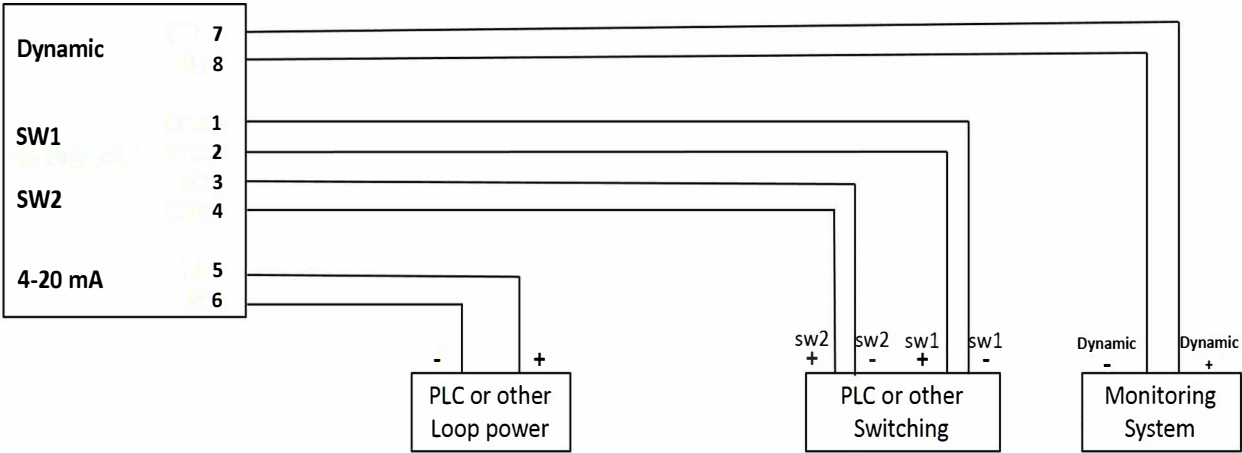 Dynamic
7
8
SW1
1
2
SW2
3
4
4-20 mA
5
6
sw2 sw2 sw1 sw1
+ - + -
Dynamic Dynamic
- +
- +
PLC or other
Loop power
PLC or other
Switching
Monitoring
System